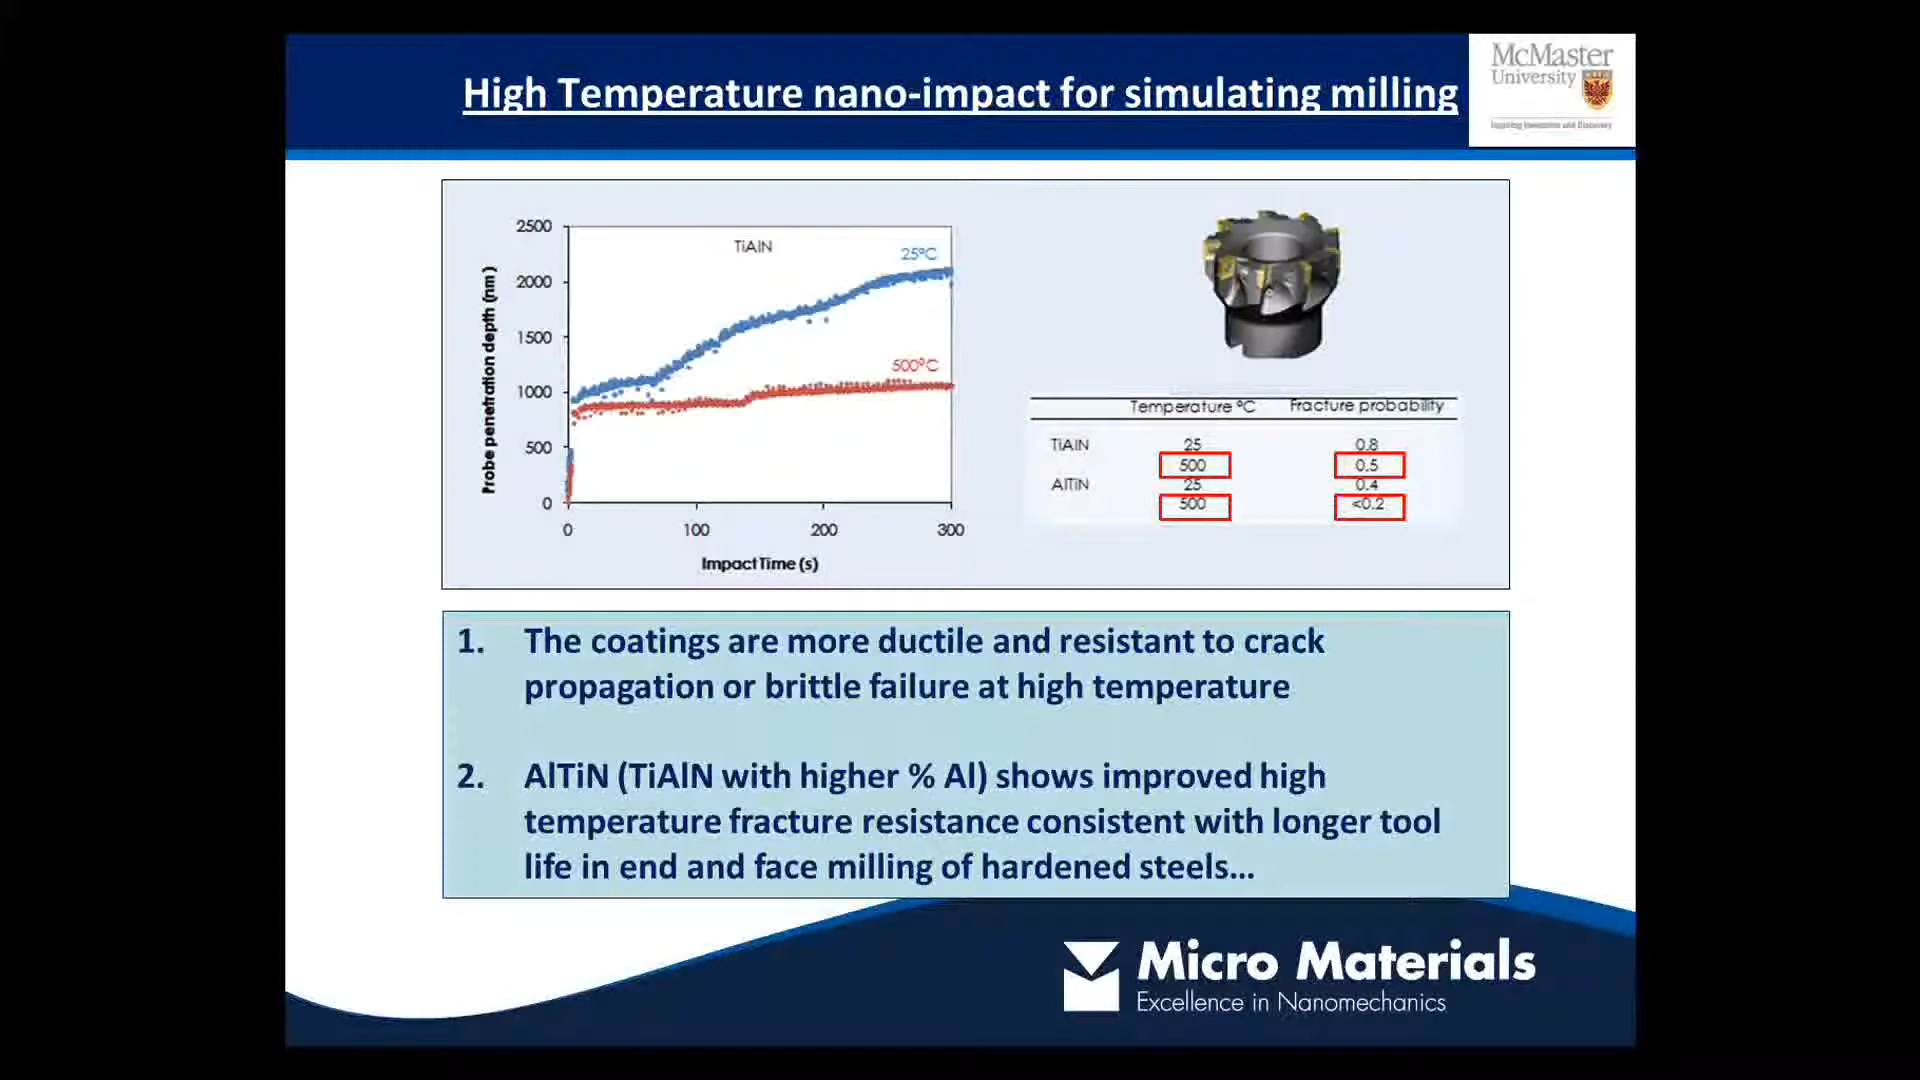 High Temperature nano-impact for simulating milling
McMaster
University
Inspiring Innovation and Discovery
TiAlN
25°C
500°C
2500
2000
1500
1000
500
0
0 100 200 300
Probe penetration depth (nm)
Impact Time (s)
Temperature °C Fracture probability
TiAlN 25 0.8
500 0.5
AlTiN 25 0.4
500 <0.2
1. The coatings are more ductile and resistant to crack
propagation or brittle failure at high temperature
2. AlTiN (TiAlN with higher % Al) shows improved high
temperature fracture resistance consistent with longer tool
life in end and face milling of hardened steels...
Micro Materials
Excellence in Nanomechanics